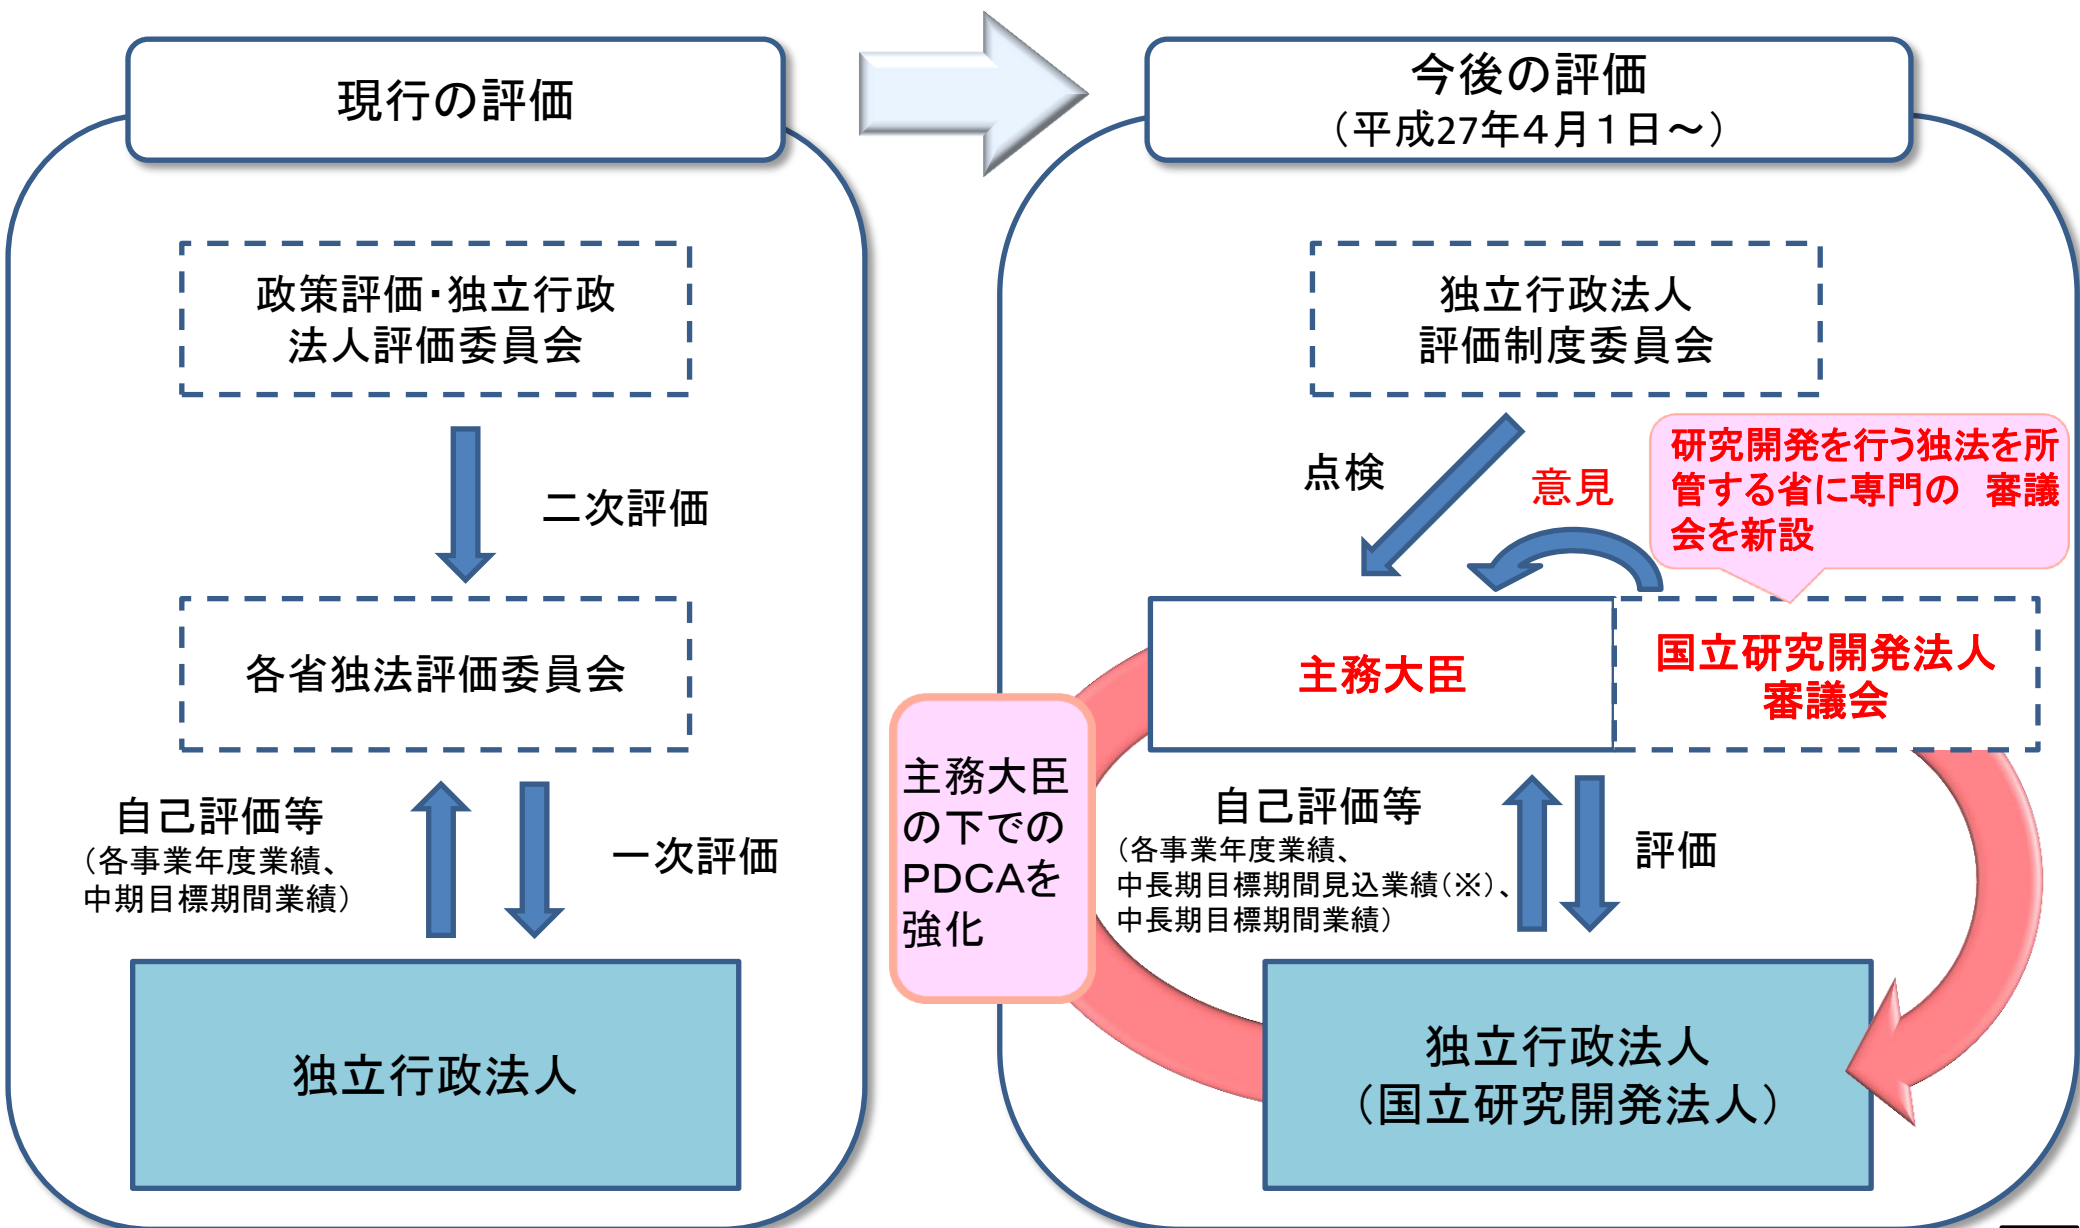 現行の評価
政策評価・独立行政
法人評価委員会
二次評価
各省独法評価委員会
自己評価等
（各事業年度業績、
中期目標期間業績）
一次評価
独立行政法人
今後の評価
（平成27年４月１日～）
独立行政法人
評価制度委員会
点検
意見
研究開発を行う独法を所
管する省に専門の　審議
会を新設
主務大臣
国立研究開発法人
審議会
主務大臣
の下での
PDCAを
強化
自己評価等
（各事業年度業績、
中長期目標期間見込業績（※）、
中長期目標期間業績）
評価
独立行政法人
（国立研究開発法人）